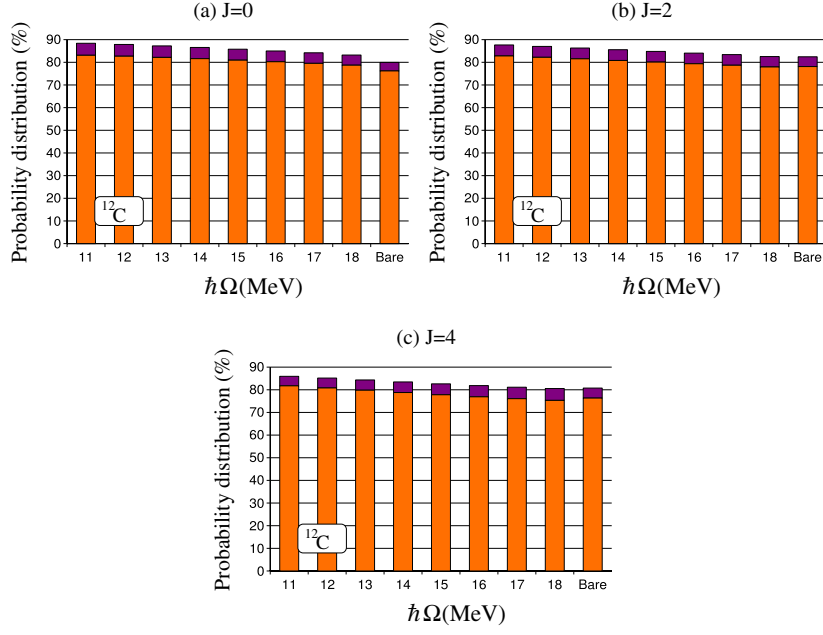 (a) J=0
Probability distribution (%)
90
80
70
60
50
40
30
20
10
0
¹²C
11 12 13 14 15 16 17 18 Bare
ℏΩ(MeV)
(b) J=2
Probability distribution (%)
90
80
70
60
50
40
30
20
10
0
¹²C
11 12 13 14 15 16 17 18 Bare
ℏΩ(MeV)
(c) J=4
Probability distribution (%)
90
80
70
60
50
40
30
20
10
0
¹²C
11 12 13 14 15 16 17 18 Bare
ℏΩ(MeV)